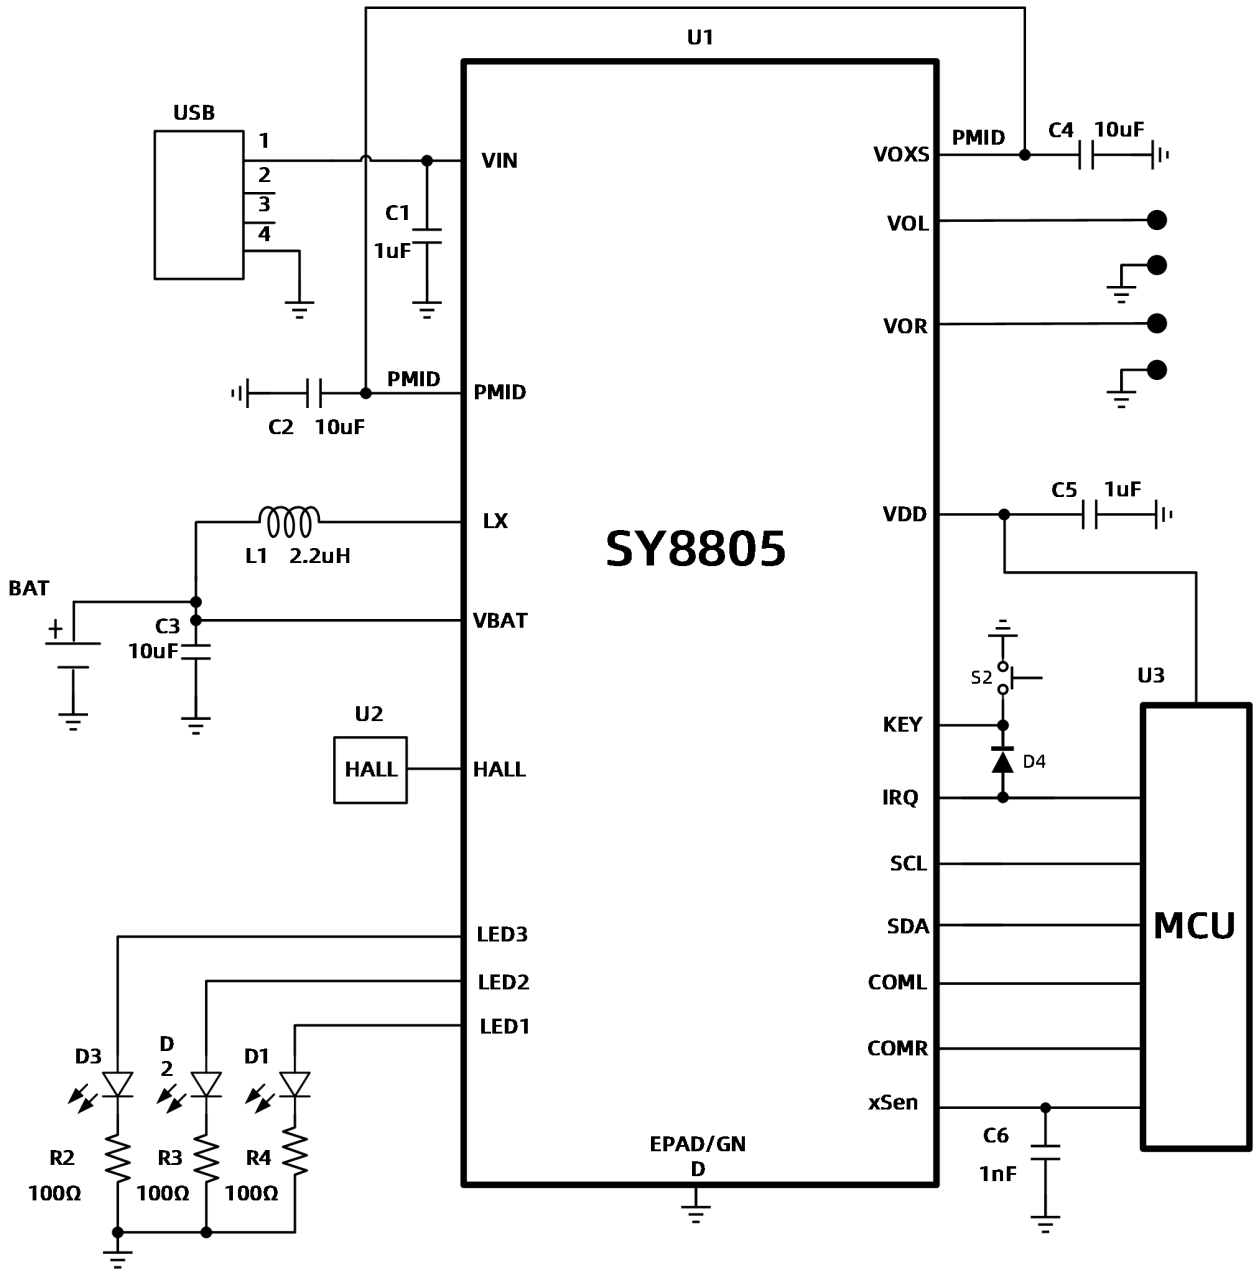 U1
USB
1
2
3
4
VIN
C1
1uF
PMID
PMID
C2 10uF
LX
L1 2.2uH
BAT
+
VBAT
C3
10uF
U2
HALL
HALL
LED3
LED2
LED1
D3
D
2
D1
R2
100Ω
R3
100Ω
R4
100Ω
SY8805
EPAD/GN
D
VOXS
PMID
C4 10uF
VOL
VOR
VDD
C5 1uF
S2
KEY
D4
IRQ
SCL
SDA
COML
COMR
xSen
C6
1nF
U3
MCU